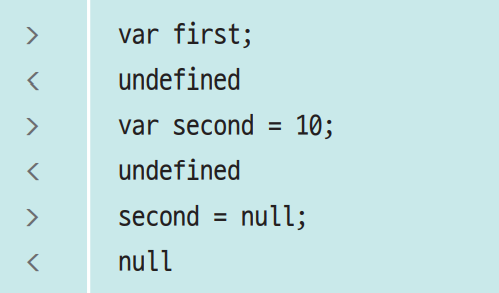 > var first;
< undefined
> var second = 10;
< undefined
> second = null;
< null